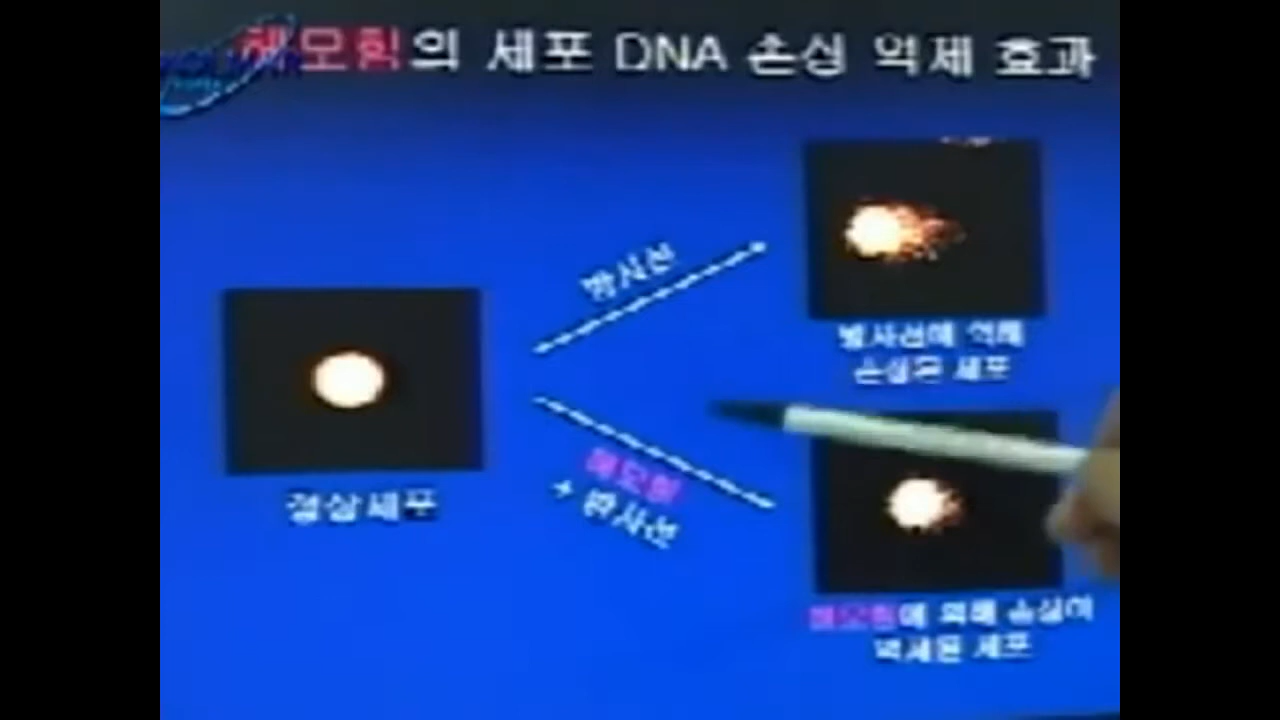 헤모힘의 세포 DNA 손상 억제 효과
방사선
방사선에 의해
손상된 세포
정상세포
헤모힘
+ 방사선
헤모힘에 의해 손상이
억제된 세포